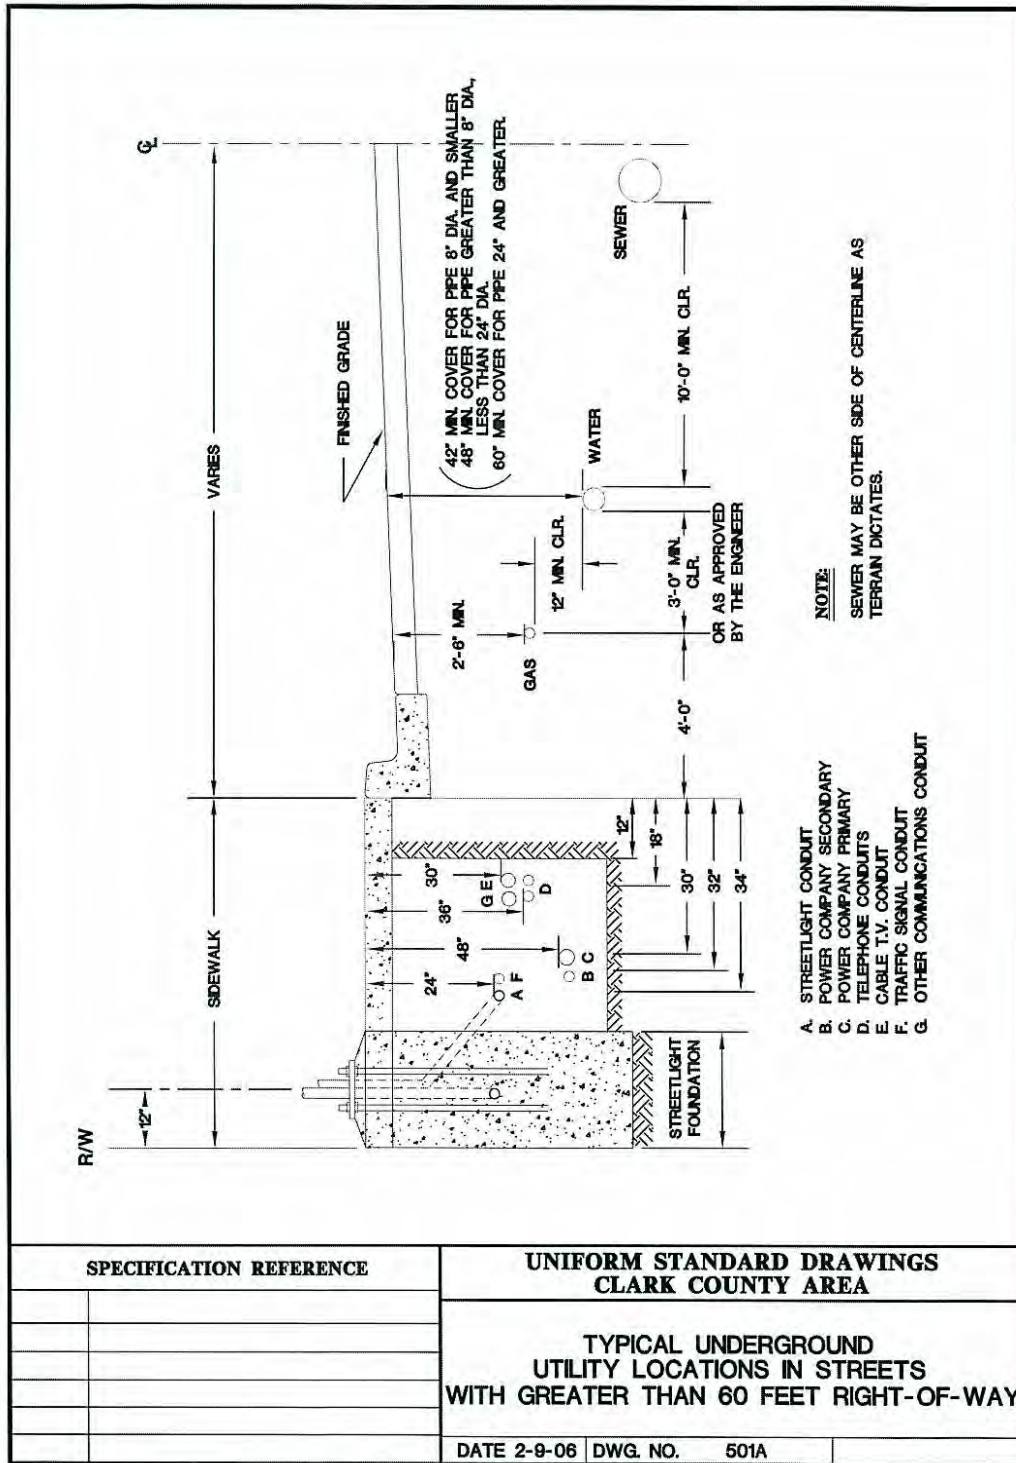 R/W
12"
SIDEWALK
VARIES
℄
FINISHED GRADE
42" MIN. COVER FOR PIPE 8" DIA. AND SMALLER
48" MIN. COVER FOR PIPE GREATER THAN 8" DIA.,
LESS THAN 24" DIA.
60" MIN. COVER FOR PIPE 24" AND GREATER.
24"
48"
36"
30"
2'-6" MIN.
A F
B C
G E
D
GAS
12" MIN. CLR.
WATER
SEWER
STREETLIGHT
FOUNDATION
12"
18"
30"
32"
34"
4'-0"
3'-0" MIN.
CLR.
OR AS APPROVED
BY THE ENGINEER
10'-0" MIN. CLR.
A. STREETLIGHT CONDUIT
B. POWER COMPANY SECONDARY
C. POWER COMPANY PRIMARY
D. TELEPHONE CONDUITS
E. CABLE T.V. CONDUIT
F. TRAFFIC SIGNAL CONDUIT
G. OTHER COMMUNICATIONS CONDUIT
NOTE:
SEWER MAY BE OTHER SIDE OF CENTERLINE AS
TERRAIN DICTATES.
SPECIFICATION REFERENCE
UNIFORM STANDARD DRAWINGS
CLARK COUNTY AREA
TYPICAL UNDERGROUND
UTILITY LOCATIONS IN STREETS
WITH GREATER THAN 60 FEET RIGHT-OF-WAY
DATE 2-9-06 DWG. NO. 501A